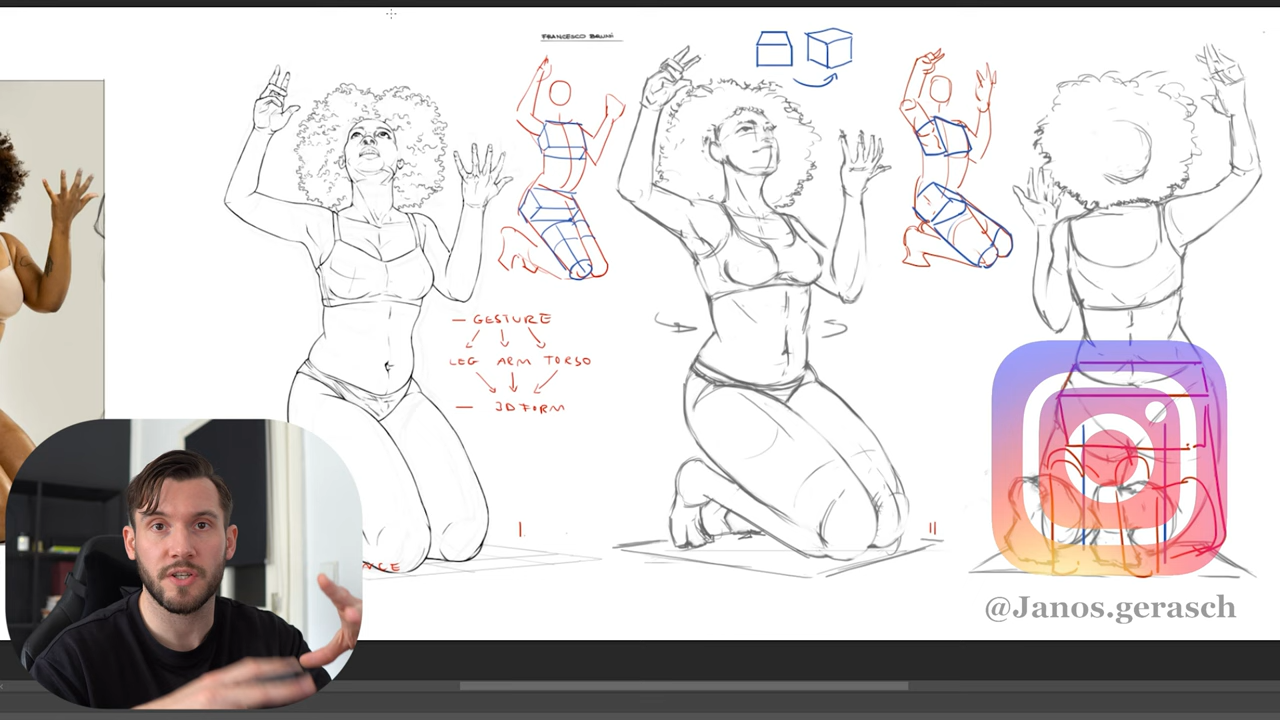 FRANCESCO BRUNI
— GESTURE
LEG ARM TORSO
— 3D FORM
I
II
@Janos.gerasch